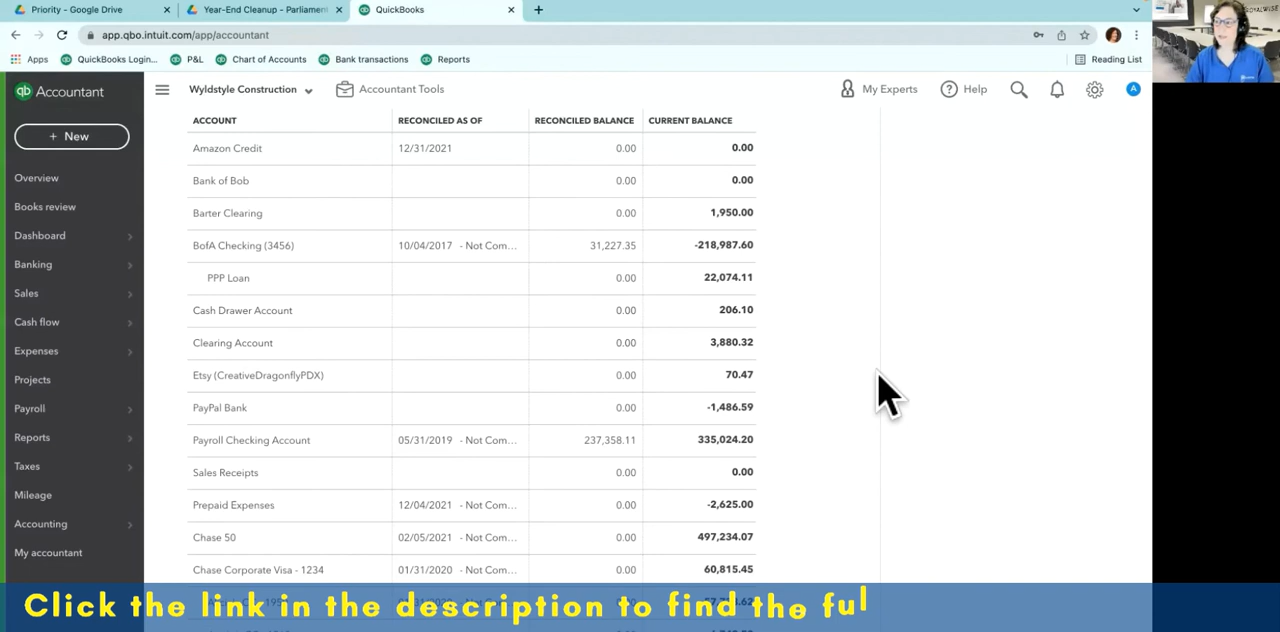 Priority - Google Drive
Year-End Cleanup – Parliamen
QuickBooks
app.qbo.intuit.com/app/accountant
Apps
QuickBooks Login...
P&L
Chart of Accounts
Bank transactions
Reports
Reading List
qb Accountant
Wyldstyle Construction
Accountant Tools
My Experts
Help
A
+ New
Overview
Books review
Dashboard
Banking
Sales
Cash flow
Expenses
Projects
Payroll
Reports
Taxes
Mileage
Accounting
My accountant
ACCOUNT RECONCILED AS OF RECONCILED BALANCE CURRENT BALANCE
Amazon Credit 12/31/2021 0.00 0.00
Bank of Bob 0.00 0.00
Barter Clearing 0.00 1,950.00
BofA Checking (3456) 10/04/2017 - Not Com... 31,227.35 -218,987.60
PPP Loan 0.00 22,074.11
Cash Drawer Account 0.00 206.10
Clearing Account 0.00 3,880.32
Etsy (CreativeDragonflyPDX) 0.00 70.47
PayPal Bank 0.00 -1,486.59
Payroll Checking Account 05/31/2019 - Not Com... 237,358.11 335,024.20
Sales Receipts 0.00 0.00
Prepaid Expenses 12/04/2021 - Not Com... 0.00 -2,625.00
Chase 50 02/05/2021 - Not Com... 0.00 497,234.07
Chase Corporate Visa - 1234 01/31/2020 - Not Com... 0.00 60,815.45
Click the link in the description to find the ful